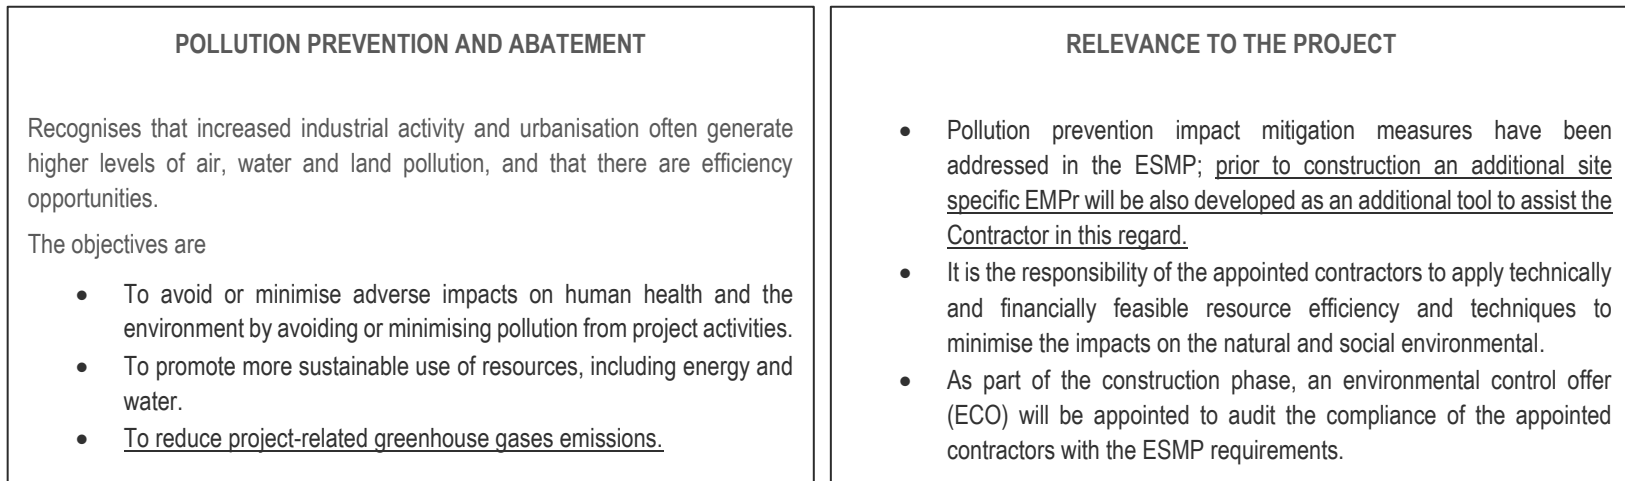 POLLUTION PREVENTION AND ABATEMENT
Recognises that increased industrial activity and urbanisation often generate
higher levels of air, water and land pollution, and that there are efficiency
opportunities.
The objectives are
• To avoid or minimise adverse impacts on human health and the
environment by avoiding or minimising pollution from project activities.
• To promote more sustainable use of resources, including energy and
water.
• To reduce project-related greenhouse gases emissions.
RELEVANCE TO THE PROJECT
• Pollution prevention impact mitigation measures have been
addressed in the ESMP; prior to construction an additional site
specific EMPr will be also developed as an additional tool to assist the
Contractor in this regard.
• It is the responsibility of the appointed contractors to apply technically
and financially feasible resource efficiency and techniques to
minimise the impacts on the natural and social environmental.
• As part of the construction phase, an environmental control offer
(ECO) will be appointed to audit the compliance of the appointed
contractors with the ESMP requirements.